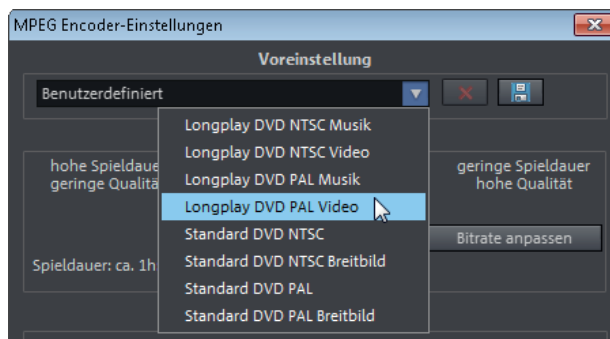 MPEG Encoder-Einstellungen
Voreinstellung
Benutzerdefiniert
Longplay DVD NTSC Musik
Longplay DVD NTSC Video
Longplay DVD PAL Musik
Longplay DVD PAL Video
Standard DVD NTSC
Standard DVD NTSC Breitbild
Standard DVD PAL
Standard DVD PAL Breitbild
hohe
geringe
geringe Spieldauer
hohe Qualität
Bitrate anpassen
Spieldauer: ca. 1h